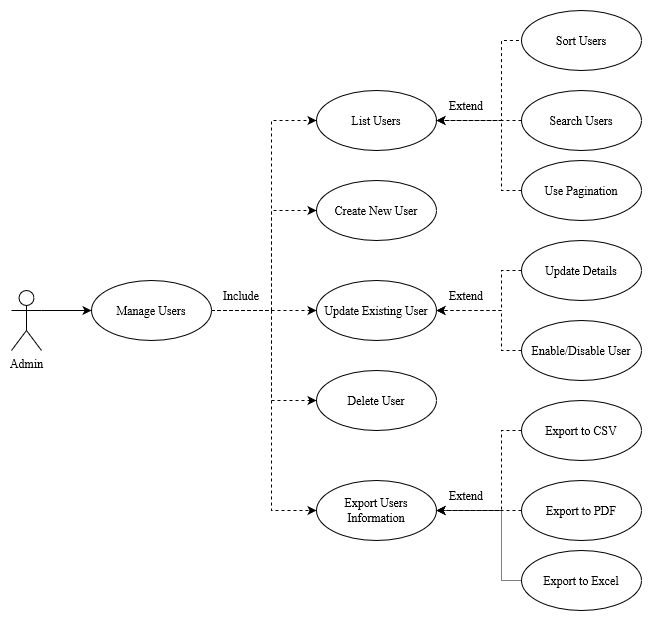 Sort Users
Extend
List Users
Search Users
Use Pagination
Create New User
Update Details
Include
Extend
Manage Users
Update Existing User
Enable/Disable User
Admin
Delete User
Export to CSV
Extend
Export Users
Information
Export to PDF
Export to Excel